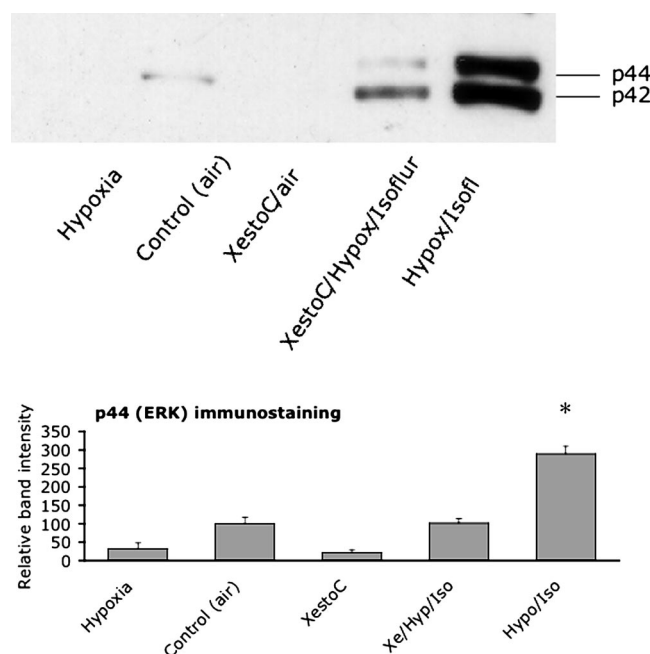 p44
p42
Hypoxia
Control (air)
XestoC/air
XestoC/Hypox/Isoflur
Hypox/Isofl
p44 (ERK) immunostaining
*
Relative band intensity
350
300
250
200
150
100
50
0
Hypoxia
Control (air)
XestoC
Xe/Hyp/Iso
Hypo/Iso